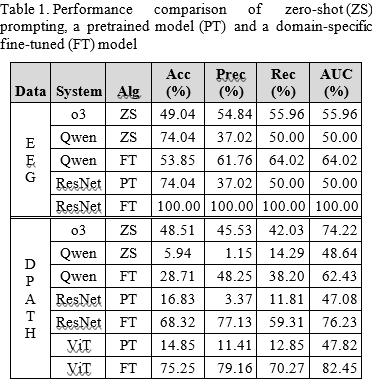 Table 1. Performance comparison of zero-shot (ZS)
prompting, a pretrained model (PT) and a domain-specific
fine-tuned (FT) model
Data System Alg Acc (%) Prec (%) Rec (%) AUC (%)
EEG
o3 ZS 49.04 54.84 55.96 55.96
Qwen ZS 74.04 37.02 50.00 50.00
Qwen FT 53.85 61.76 64.02 64.02
ResNet PT 74.04 37.02 50.00 50.00
ResNet FT 100.00 100.00 100.00 100.00
DPATH
o3 ZS 48.51 45.53 42.03 74.22
Qwen ZS 5.94 1.15 14.29 48.64
Qwen FT 28.71 48.25 38.20 62.43
ResNet PT 16.83 3.37 11.81 47.08
ResNet FT 68.32 77.13 59.31 76.23
ViT PT 14.85 11.41 12.85 47.82
ViT FT 75.25 79.16 70.27 82.45